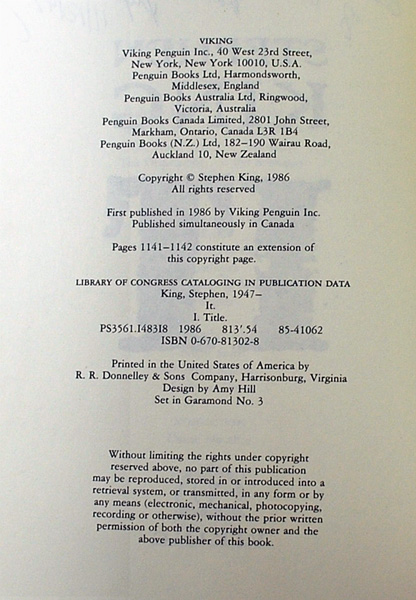 VIKING
Viking Penguin Inc., 40 West 23rd Street,
New York, New York 10010, U.S.A.
Penguin Books Ltd, Harmondsworth,
Middlesex, England
Penguin Books Australia Ltd, Ringwood,
Victoria, Australia
Penguin Books Canada Limited, 2801 John Street,
Markham, Ontario, Canada L3R 1B4
Penguin Books (N.Z.) Ltd, 182–190 Wairau Road,
Auckland 10, New Zealand
Copyright © Stephen King, 1986
All rights reserved
First published in 1986 by Viking Penguin Inc.
Published simultaneously in Canada
Pages 1141–1142 constitute an extension of
this copyright page.
LIBRARY OF CONGRESS CATALOGING IN PUBLICATION DATA
King, Stephen, 1947–
It.
I. Title.
PS3561.I483I8 1986 813'.54 85-41062
ISBN 0-670-81302-8
Printed in the United States of America by
R. R. Donnelley & Sons Company, Harrisonburg, Virginia
Design by Amy Hill
Set in Garamond No. 3
Without limiting the rights under copyright
reserved above, no part of this publication
may be reproduced, stored in or introduced into a
retrieval system, or transmitted, in any form or by
any means (electronic, mechanical, photocopying,
recording or otherwise), without the prior written
permission of both the copyright owner and the
above publisher of this book.